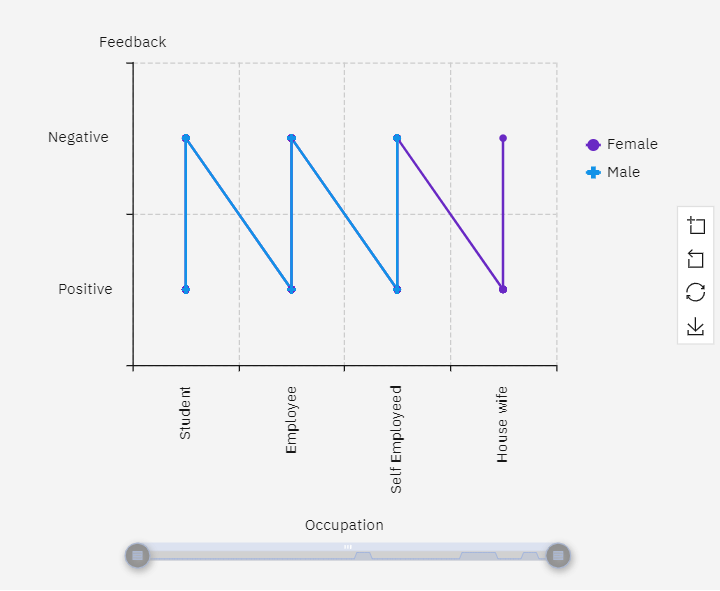 Feedback
Negative
Positive
Female
Male
Student
Employee
Self Employeed
House wife
Occupation